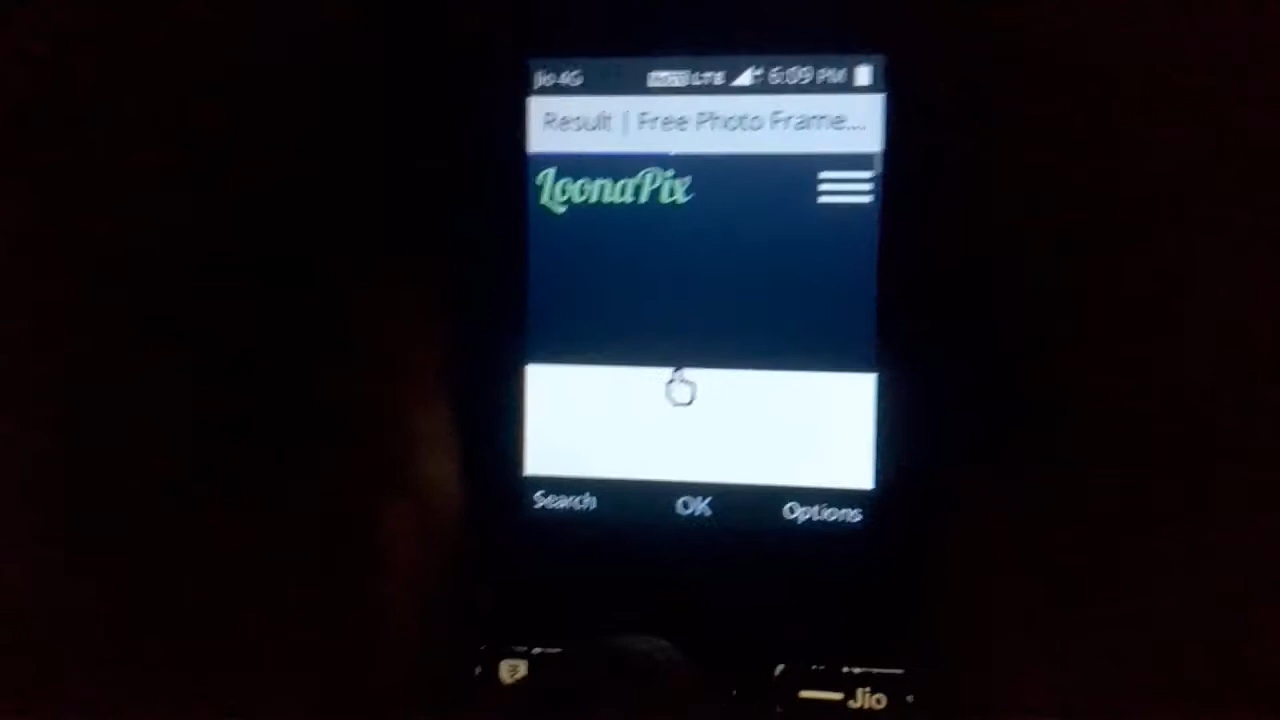 Jio 4G LTE 6:09 PM
Result | Free Photo Frame....
LoonaPix
Search OK Options
Jio